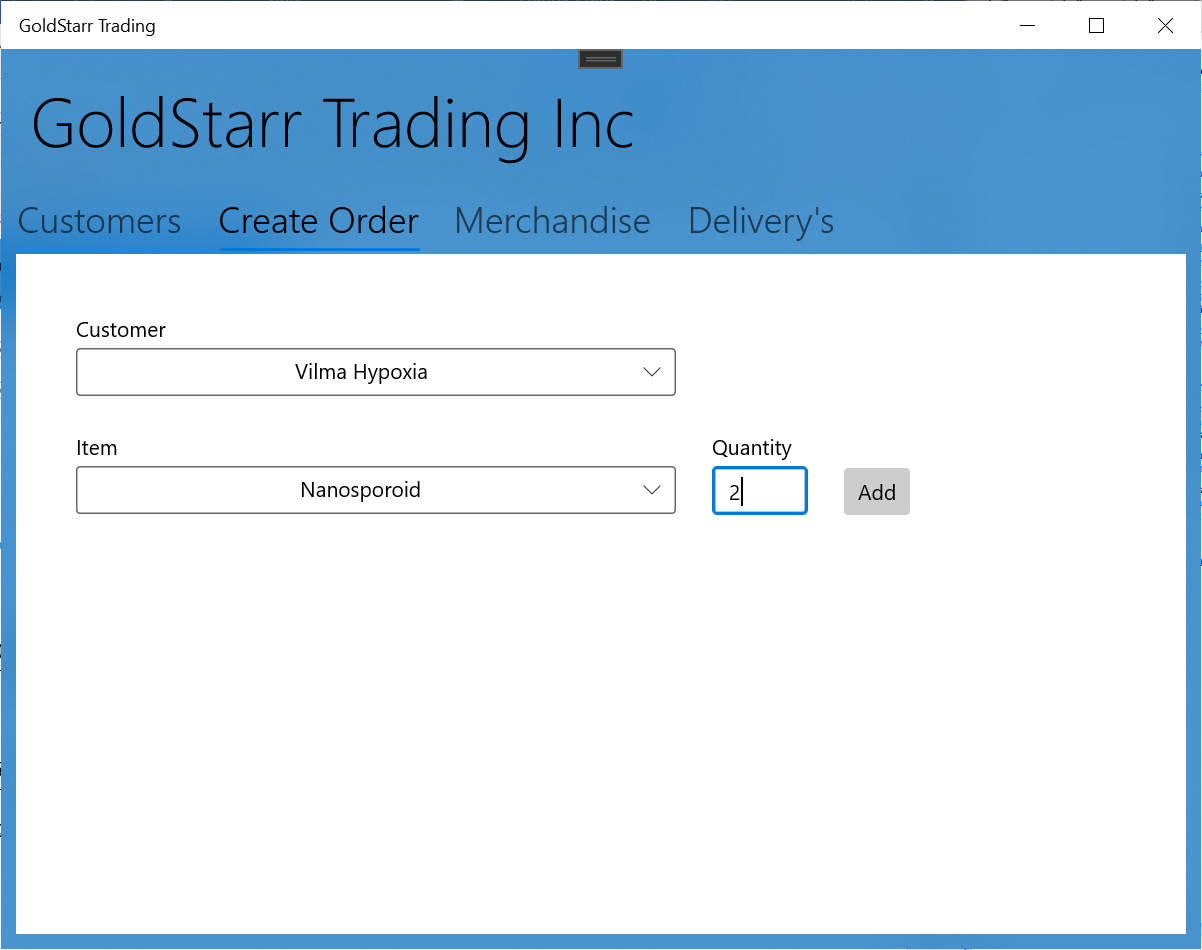 GoldStarr Trading
GoldStarr Trading Inc
Customers Create Order Merchandise Delivery's
Customer
Vilma Hypoxia
Item Quantity
Nanosporoid 2 Add